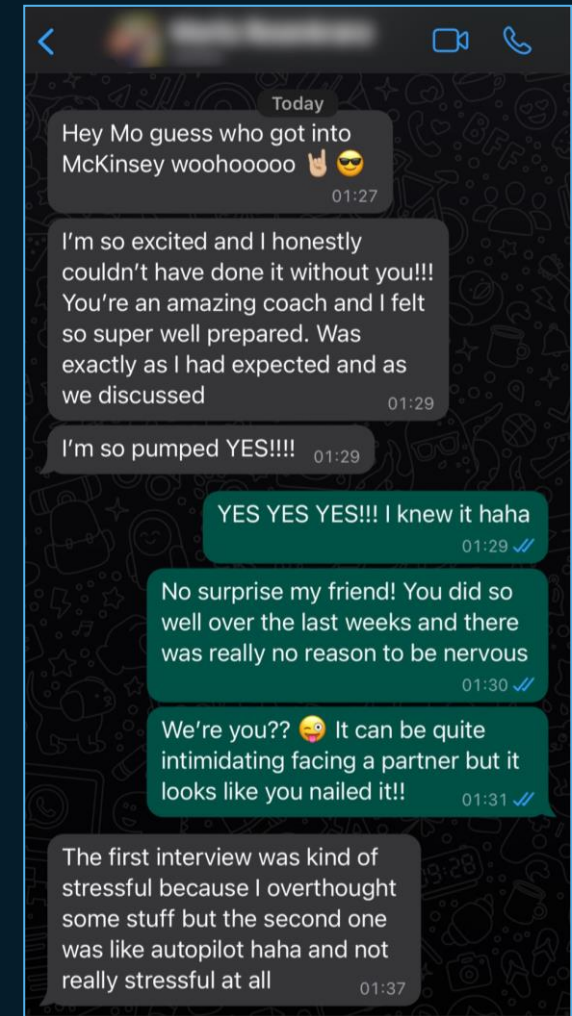 Today
Hey Mo guess who got into
McKinsey woohooooo 🤘🏼 😎
01:27
I'm so excited and I honestly
couldn't have done it without you!!!
You're an amazing coach and I felt
so super well prepared. Was
exactly as I had expected and as
we discussed
01:29
I'm so pumped YES!!!! 01:29
YES YES YES!!! I knew it haha
01:29
No surprise my friend! You did so
well over the last weeks and there
was really no reason to be nervous
01:30
We're you?? 😜 It can be quite
intimidating facing a partner but it
looks like you nailed it!! 01:31
The first interview was kind of
stressful because I overthought
some stuff but the second one
was like autopilot haha and not
really stressful at all 01:37